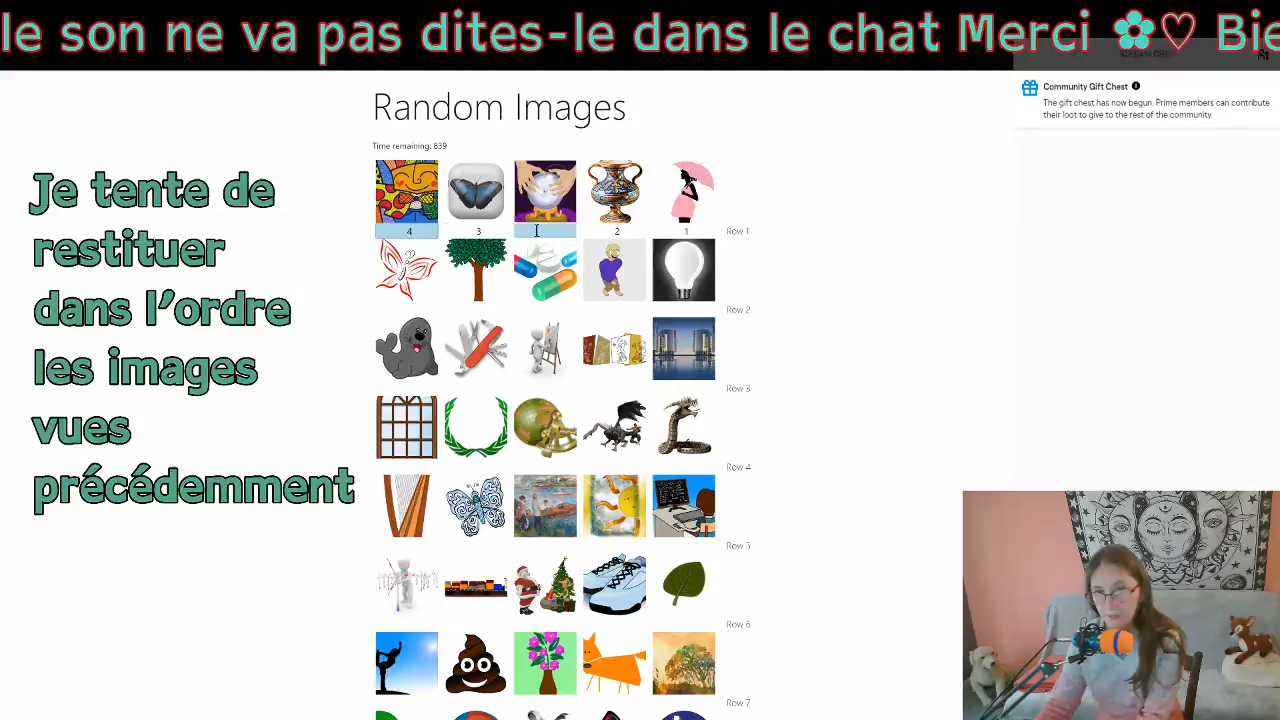 le son ne va pas dites-le dans le chat Merci ✿♡ Bie
Community Gift Chest
The gift chest has now begun. Prime members can contribute
their loot to give to the rest of the community.
Random Images
Time remaining: 839
Je tente de
restituer
dans l'ordre
les images
vues
précédemment
4 3 2 1 Row 1
Row 2
Row 3
Row 4
Row 5
Row 6
Row 7